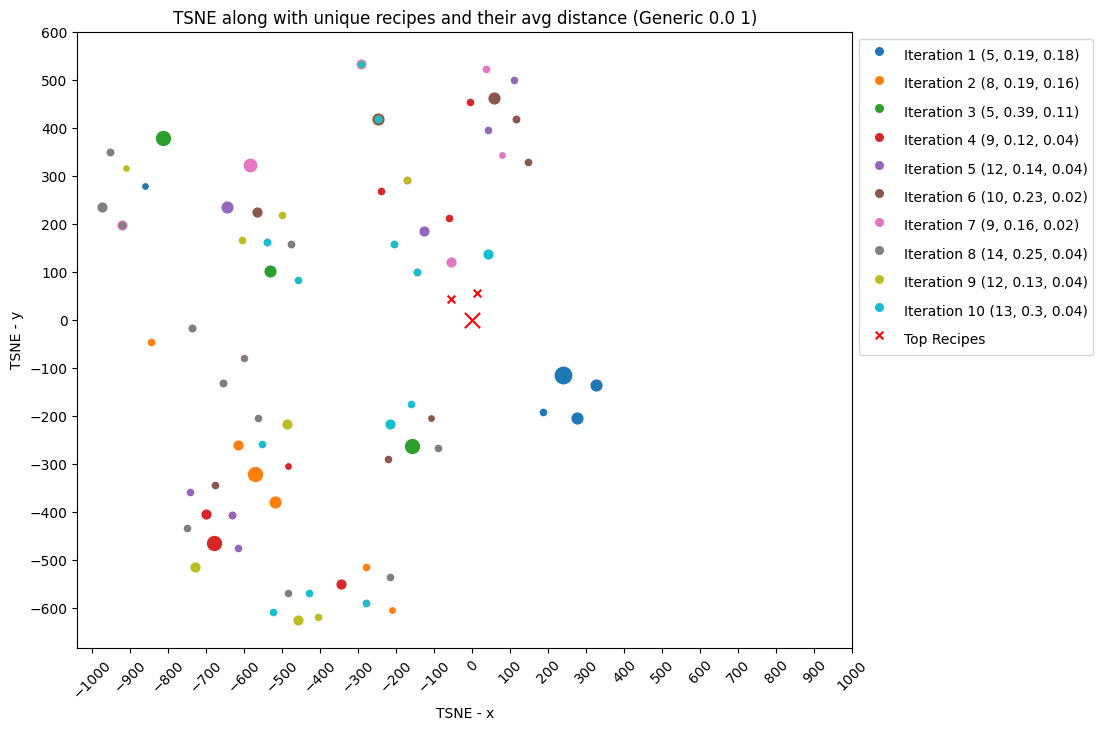 TSNE along with unique recipes and their avg distance (Generic 0.0 1)
600
500
400
300
200
100
0
−100
−200
−300
−400
−500
−600
TSNE - y
−1000
−900
−800
−700
−600
−500
−400
−300
−200
−100
0
100
200
300
400
500
600
700
800
900
1000
TSNE - x
Iteration 1 (5, 0.19, 0.18)
Iteration 2 (8, 0.19, 0.16)
Iteration 3 (5, 0.39, 0.11)
Iteration 4 (9, 0.12, 0.04)
Iteration 5 (12, 0.14, 0.04)
Iteration 6 (10, 0.23, 0.02)
Iteration 7 (9, 0.16, 0.02)
Iteration 8 (14, 0.25, 0.04)
Iteration 9 (12, 0.13, 0.04)
Iteration 10 (13, 0.3, 0.04)
Top Recipes